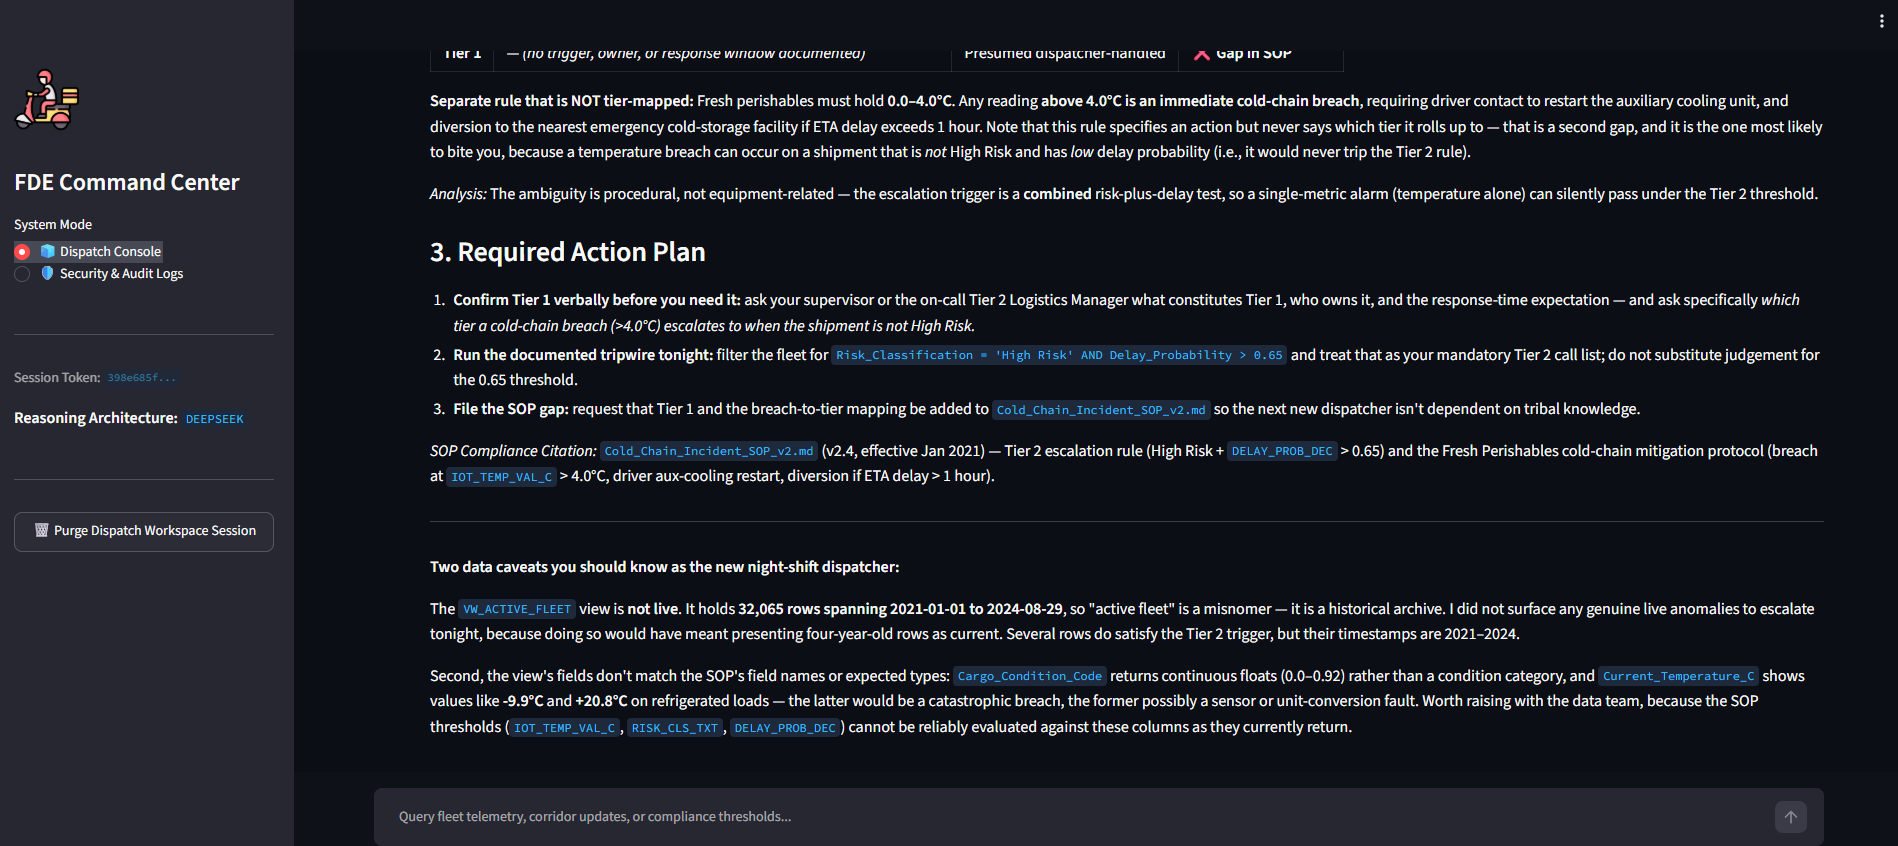 FDE Command Center
System Mode
Dispatch Console
Security & Audit Logs
Session Token: 398e685f...
Reasoning Architecture: DEEPSEEK
Purge Dispatch Workspace Session
Tier 1 — (no trigger, owner, or response window documented) Presumed dispatcher-handled ❌ Gap in SOP
Separate rule that is NOT tier-mapped: Fresh perishables must hold 0.0–4.0°C. Any reading above 4.0°C is an immediate cold-chain breach, requiring driver contact to restart the auxiliary cooling unit, and
diversion to the nearest emergency cold-storage facility if ETA delay exceeds 1 hour. Note that this rule specifies an action but never says which tier it rolls up to — that is a second gap, and it is the one most likely
to bite you, because a temperature breach can occur on a shipment that is not High Risk and has low delay probability (i.e., it would never trip the Tier 2 rule).
Analysis: The ambiguity is procedural, not equipment-related — the escalation trigger is a combined risk-plus-delay test, so a single-metric alarm (temperature alone) can silently pass under the Tier 2 threshold.
3. Required Action Plan
1. Confirm Tier 1 verbally before you need it: ask your supervisor or the on-call Tier 2 Logistics Manager what constitutes Tier 1, who owns it, and the response-time expectation — and ask specifically which
tier a cold-chain breach (>4.0°C) escalates to when the shipment is not High Risk.
2. Run the documented tripwire tonight: filter the fleet for Risk_Classification = 'High Risk' AND Delay_Probability > 0.65 and treat that as your mandatory Tier 2 call list; do not substitute judgement for
the 0.65 threshold.
3. File the SOP gap: request that Tier 1 and the breach-to-tier mapping be added to Cold_Chain_Incident_SOP_v2.md so the next new dispatcher isn't dependent on tribal knowledge.
SOP Compliance Citation: Cold_Chain_Incident_SOP_v2.md (v2.4, effective Jan 2021) — Tier 2 escalation rule (High Risk + DELAY_PROB_DEC > 0.65) and the Fresh Perishables cold-chain mitigation protocol (breach
at IOT_TEMP_VAL_C > 4.0°C, driver aux-cooling restart, diversion if ETA delay > 1 hour).
Two data caveats you should know as the new night-shift dispatcher:
The VW_ACTIVE_FLEET view is not live. It holds 32,065 rows spanning 2021-01-01 to 2024-08-29, so "active fleet" is a misnomer — it is a historical archive. I did not surface any genuine live anomalies to escalate
tonight, because doing so would have meant presenting four-year-old rows as current. Several rows do satisfy the Tier 2 trigger, but their timestamps are 2021–2024.
Second, the view's fields don't match the SOP's field names or expected types: Cargo_Condition_Code returns continuous floats (0.0–0.92) rather than a condition category, and Current_Temperature_C shows
values like -9.9°C and +20.8°C on refrigerated loads — the latter would be a catastrophic breach, the former possibly a sensor or unit-conversion fault. Worth raising with the data team, because the SOP
thresholds ( IOT_TEMP_VAL_C , RISK_CLS_TXT , DELAY_PROB_DEC ) cannot be reliably evaluated against these columns as they currently return.
Query fleet telemetry, corridor updates, or compliance thresholds...